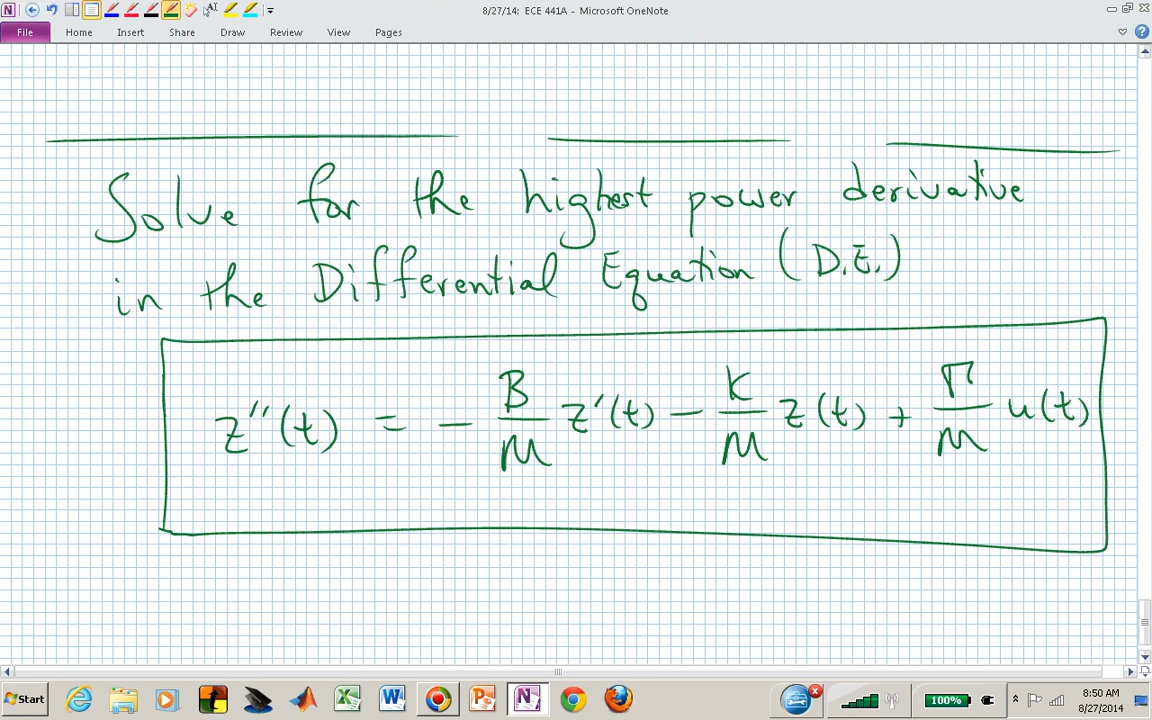 8/27/14: ECE 441A - Microsoft OneNote
File Home Insert Share Draw Review View Pages
Solve for the highest power derivative
in the Differential Equation (D.E.)
z''(t) = - B/M z'(t) - K/M z(t) + Γ/M u(t)
Start 100% 8:50 AM
8/27/2014